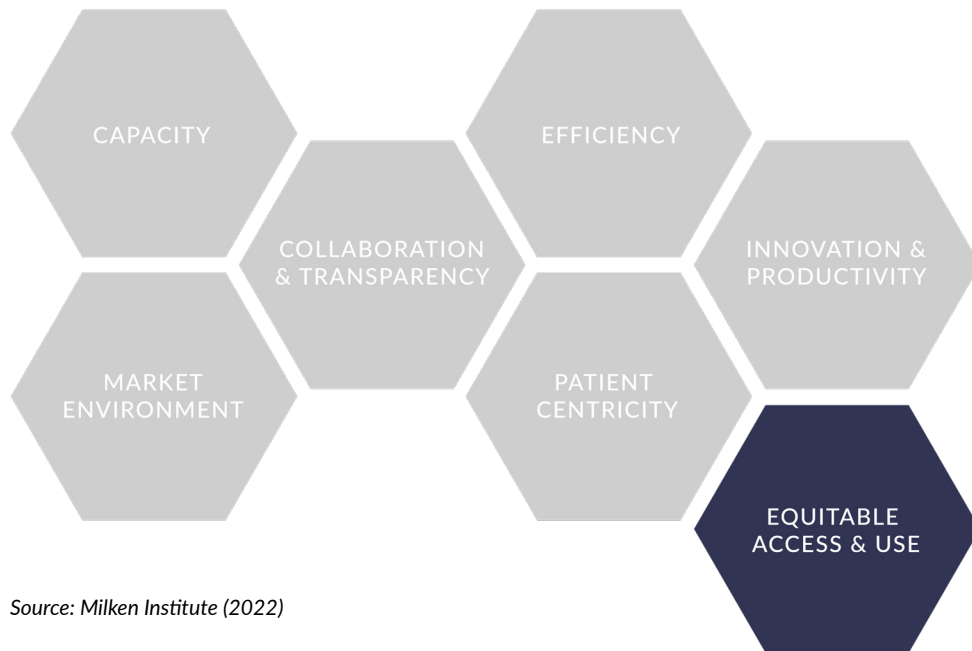 CAPACITY
EFFICIENCY
COLLABORATION
& TRANSPARENCY
INNOVATION &
PRODUCTIVITY
MARKET
ENVIRONMENT
PATIENT
CENTRICITY
EQUITABLE
ACCESS & USE
Source: Milken Institute (2022)